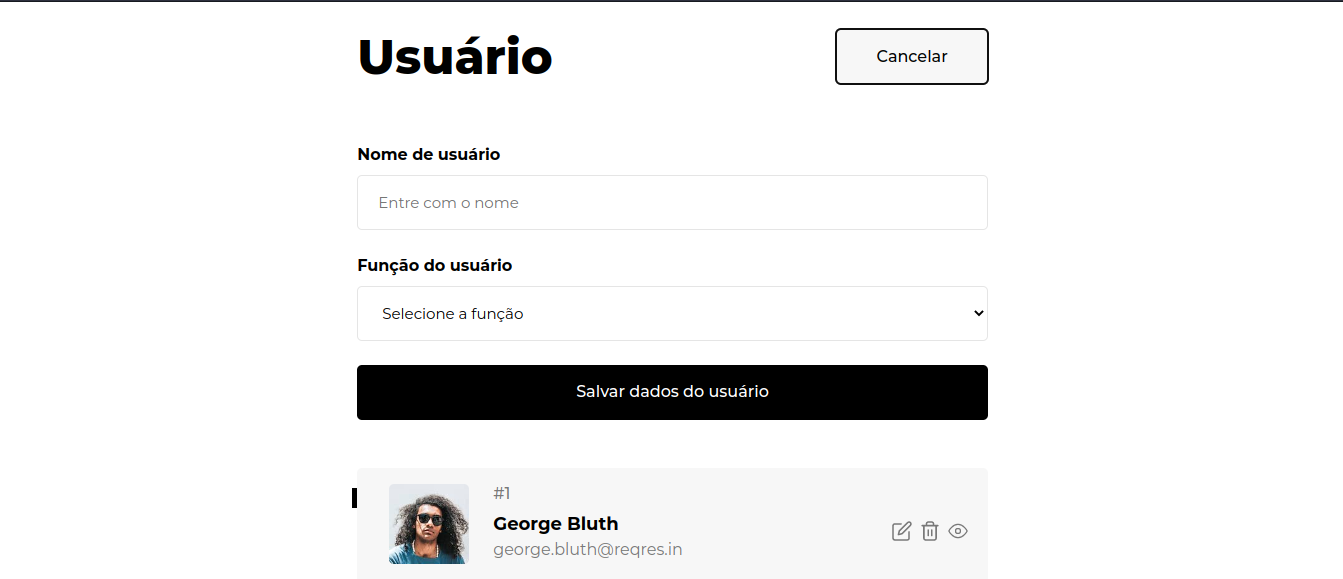 Usuário
Cancelar
Nome de usuário
Entre com o nome
Função do usuário
Selecione a função
Salvar dados do usuário
#1
George Bluth
george.bluth@reqres.in